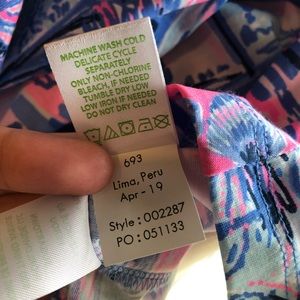 MACHINE WASH COLD
DELICATE CYCLE
SEPARATELY
ONLY NON-CHLORINE
BLEACH, IF NEEDED
TUMBLE DRY LOW
LOW IRON IF NEEDED
DO NOT DRY CLEAN
693
Lima, Peru
Apr - 19
Style : 002287
PO : 051133